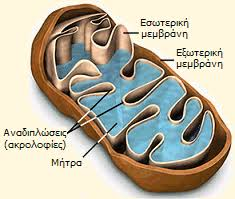 Εσωτερική
μεμβράνη
Εξωτερική
μεμβράνη
Αναδιπλώσεις
(ακρολοφίες)
Μήτρα